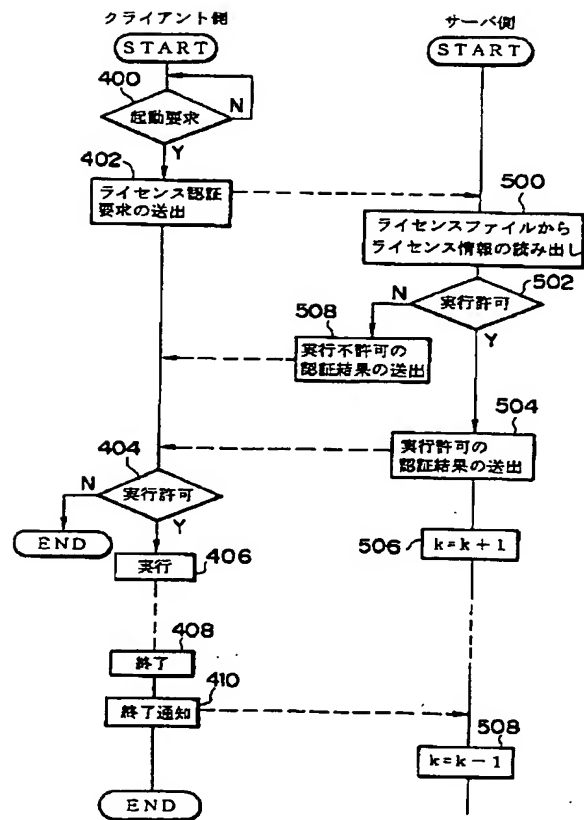 クライアント側
サーバ側
START
START
400
起動要求
N
Y
402
ライセンス認証
要求の送出
500
ライセンスファイルから
ライセンス情報の読み出し
502
実行許可
N
Y
508
実行不許可の
認証結果の送出
504
実行許可の
認証結果の送出
404
実行許可
N
Y
END
506
k=k+1
実行
406
408
終了
410
終了通知
508
k=k-1
END